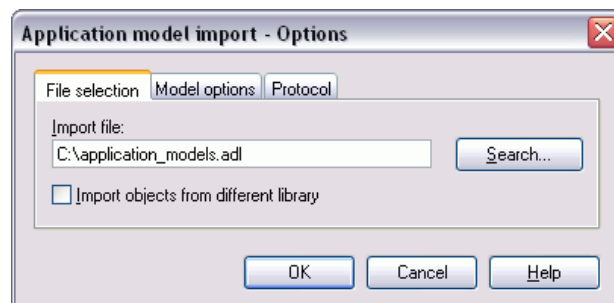 Application model import - Options
File selection Model options Protocol
Import file:
C:\application_models.adl Search...
Import objects from different library
OK Cancel Help